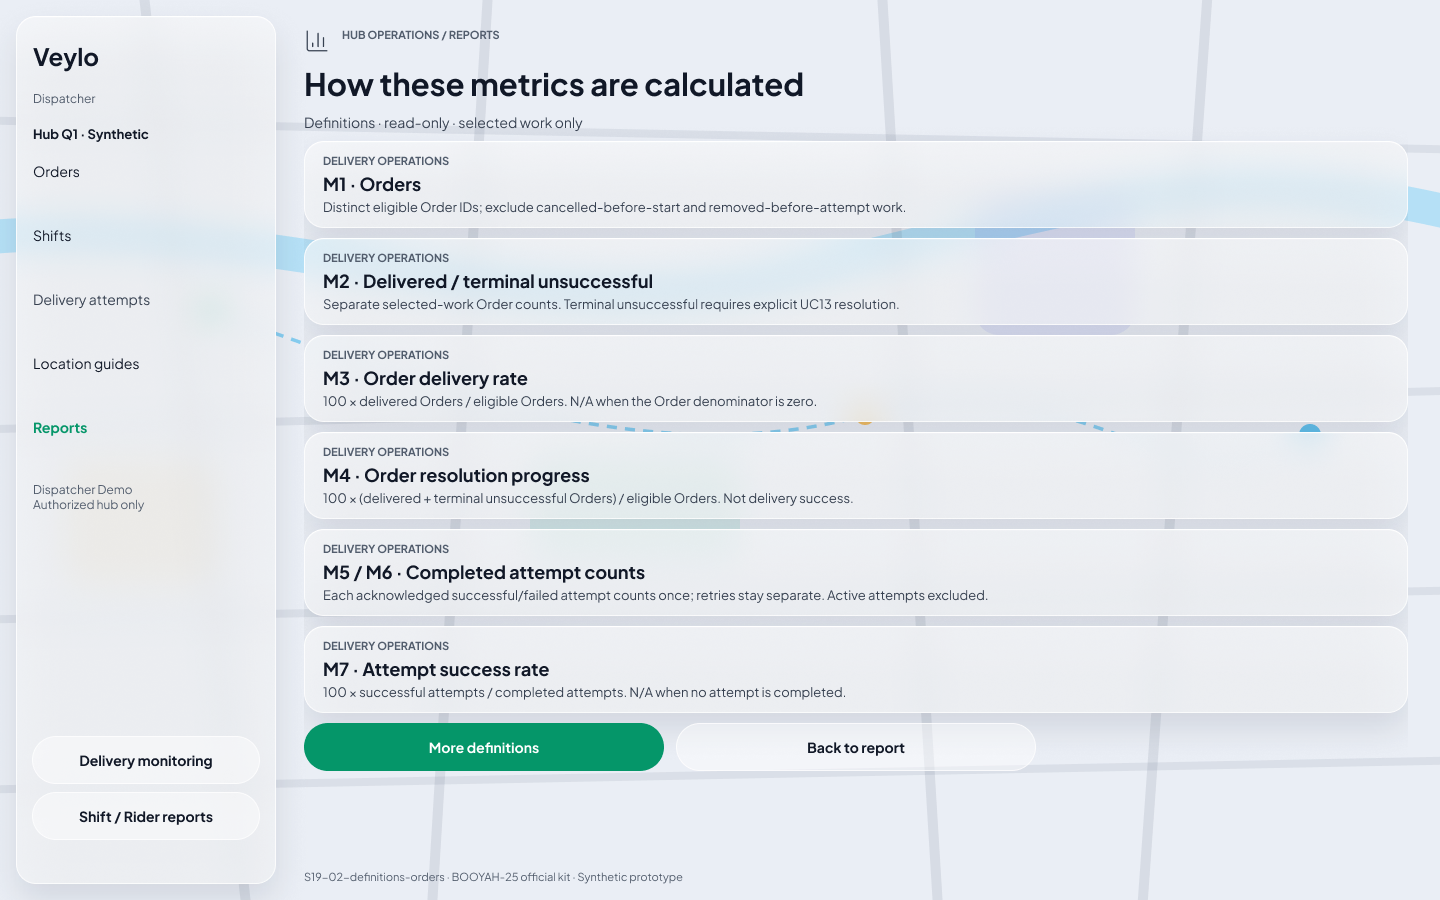 Veylo
Dispatcher
Hub Q1 · Synthetic
Orders
Shifts
Delivery attempts
Location guides
Reports
Dispatcher Demo
Authorized hub only
Delivery monitoring
Shift / Rider reports
HUB OPERATIONS / REPORTS
How these metrics are calculated
Definitions · read-only · selected work only
DELIVERY OPERATIONS
M1 · Orders
Distinct eligible Order IDs; exclude cancelled-before-start and removed-before-attempt work.
DELIVERY OPERATIONS
M2 · Delivered / terminal unsuccessful
Separate selected-work Order counts. Terminal unsuccessful requires explicit UC13 resolution.
DELIVERY OPERATIONS
M3 · Order delivery rate
100 × delivered Orders / eligible Orders. N/A when the Order denominator is zero.
DELIVERY OPERATIONS
M4 · Order resolution progress
100 × (delivered + terminal unsuccessful Orders) / eligible Orders. Not delivery success.
DELIVERY OPERATIONS
M5 / M6 · Completed attempt counts
Each acknowledged successful/failed attempt counts once; retries stay separate. Active attempts excluded.
DELIVERY OPERATIONS
M7 · Attempt success rate
100 × successful attempts / completed attempts. N/A when no attempt is completed.
More definitions
Back to report
S19-02-definitions-orders · BOOYAH-25 official kit · Synthetic prototype